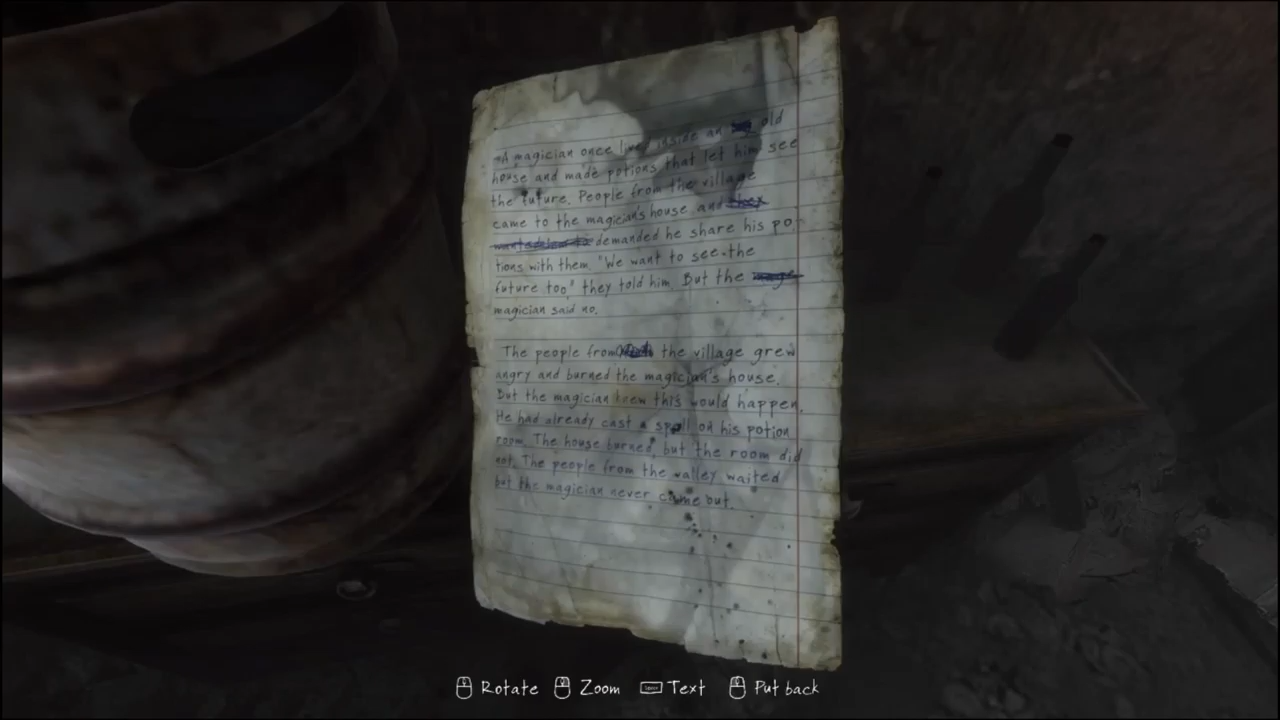 A magician once lived inside an old
house and made potions that let him see
the future. People from the village
came to the magician's house and they
wanted him to demanded he share his po-
tions with them. "We want to see the
future too" they told him. But the mage
magician said no.
The people from the village grew
angry and burned the magician's house.
But the magician knew this would happen.
He had already cast a spell on his potion
room. The house burned, but the room did
not. The people from the valley waited
but the magician never came out.
Rotate Zoom Text Put back